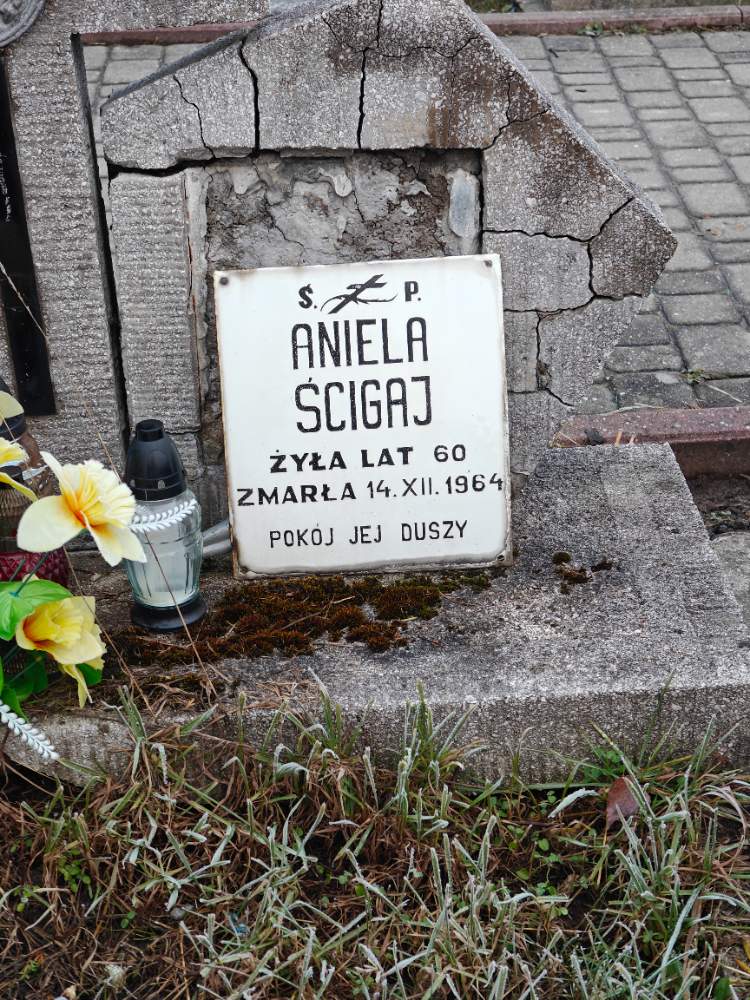 Ś. P.
ANIELA
ŚCIGAJ
ŻYŁA LAT 60
ZMARŁA 14.XII.1964
POKÓJ JEJ DUSZY